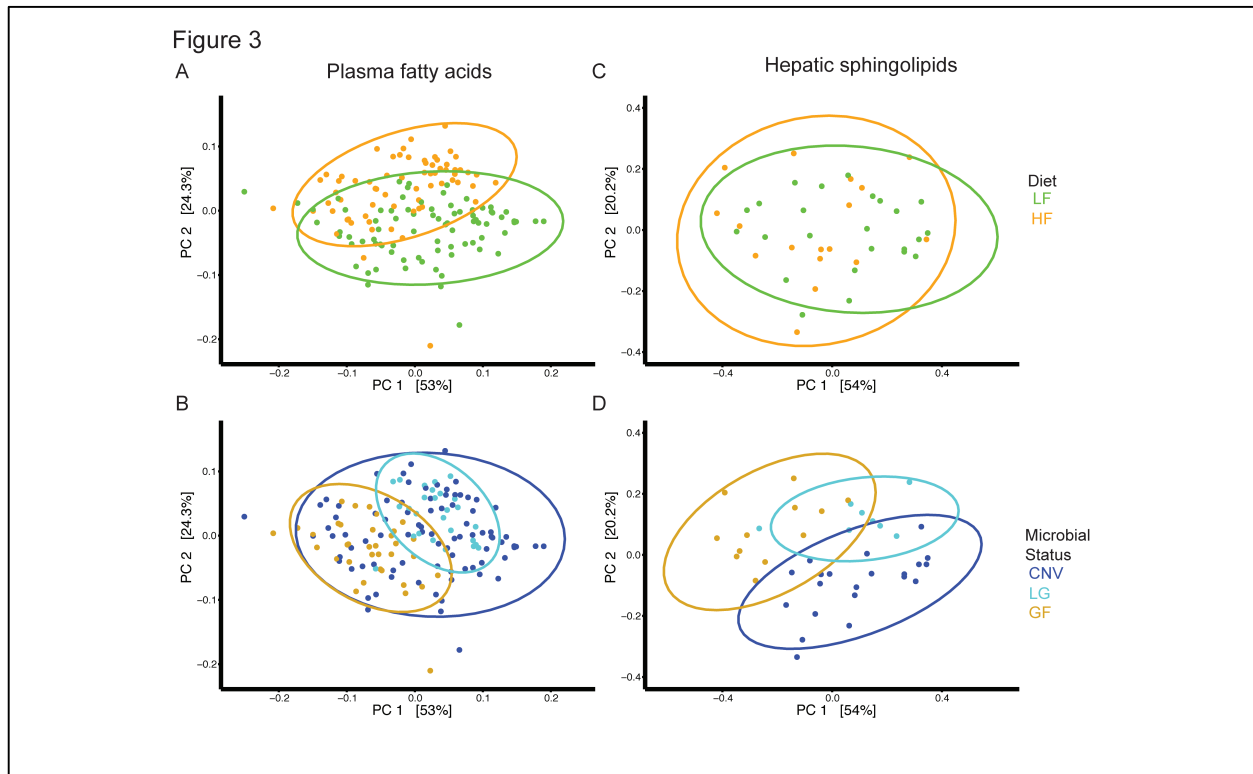 Figure 3
A
Plasma fatty acids
0.1
0.0
−0.1
−0.2
PC 2 [24.3%]
−0.2
−0.1
0.0
0.1
0.2
PC 1 [53%]
C
Hepatic sphingolipids
0.4
0.2
0.0
−0.2
−0.4
PC 2 [20.2%]
−0.4
0.0
0.4
PC 1 [54%]
Diet
LF
HF
B
0.1
0.0
−0.1
−0.2
PC 2 [24.3%]
−0.2
−0.1
0.0
0.1
0.2
PC 1 [53%]
D
0.4
0.2
0.0
−0.2
−0.4
PC 2 [20.2%]
−0.4
0.0
0.4
PC 1 [54%]
Microbial
Status
CNV
LG
GF